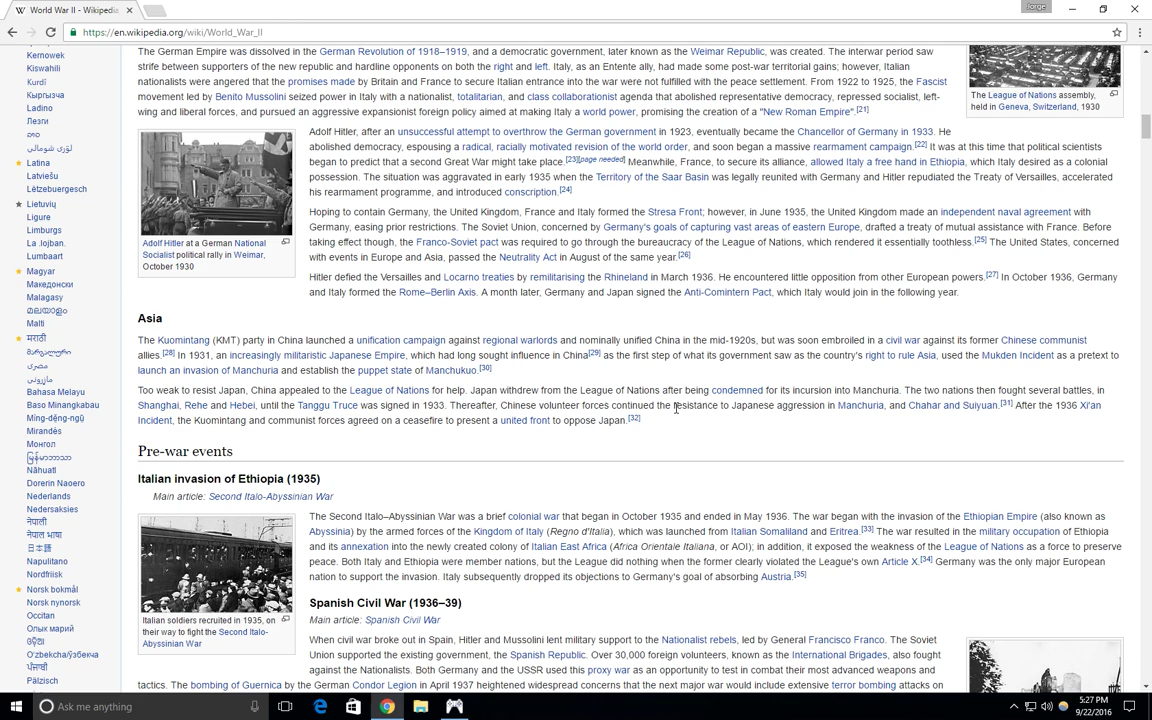 World War II - Wikipedi
Jorge
https://en.wikipedia.org/wiki/World_War_II
Kernowek
Kiswahili
Kurdî
Кыргызча
Ladino
Лезги
ລາວ
لۊری شومالی
Latina
Latviešu
Lëtzebuergesch
Lietuvių
Ligure
Limburgs
La .lojban.
Lumbaart
Magyar
Македонски
Malagasy
മലയാളം
Malti
मराठी
მარგალური
مصرى
مازِرونی
Bahasa Melayu
Baso Minangkabau
Mìng-dĕ̤ng-ngṳ̄
Mirandés
Монгол
မြန်မာဘာသာ
Nāhuatl
Dorerin Naoero
Nederlands
Nedersaksies
नेपाली
नेपाल भाषा
日本語
Napulitano
Nordfriisk
Norsk bokmål
Norsk nynorsk
Occitan
Олык марий
ଓଡ଼ିଆ
Oʻzbekcha/ўзбекча
ਪੰਜਾਬੀ
Pälzisch
The German Empire was dissolved in the German Revolution of 1918–1919, and a democratic government, later known as the Weimar Republic, was created. The interwar period saw
strife between supporters of the new republic and hardline opponents on both the right and left. Italy, as an Entente ally, had made some post-war territorial gains; however, Italian
nationalists were angered that the promises made by Britain and France to secure Italian entrance into the war were not fulfilled with the peace settlement. From 1922 to 1925, the Fascist
movement led by Benito Mussolini seized power in Italy with a nationalist, totalitarian, and class collaborationist agenda that abolished representative democracy, repressed socialist, left-
wing and liberal forces, and pursued an aggressive expansionist foreign policy aimed at making Italy a world power, promising the creation of a "New Roman Empire".[21]
The League of Nations assembly,
held in Geneva, Switzerland, 1930
Adolf Hitler at a German National
Socialist political rally in Weimar,
October 1930
Adolf Hitler, after an unsuccessful attempt to overthrow the German government in 1923, eventually became the Chancellor of Germany in 1933. He
abolished democracy, espousing a radical, racially motivated revision of the world order, and soon began a massive rearmament campaign.[22] It was at this time that political scientists
began to predict that a second Great War might take place.[23][page needed] Meanwhile, France, to secure its alliance, allowed Italy a free hand in Ethiopia, which Italy desired as a colonial
possession. The situation was aggravated in early 1935 when the Territory of the Saar Basin was legally reunited with Germany and Hitler repudiated the Treaty of Versailles, accelerated
his rearmament programme, and introduced conscription.[24]
Hoping to contain Germany, the United Kingdom, France and Italy formed the Stresa Front; however, in June 1935, the United Kingdom made an independent naval agreement with
Germany, easing prior restrictions. The Soviet Union, concerned by Germany's goals of capturing vast areas of eastern Europe, drafted a treaty of mutual assistance with France. Before
taking effect though, the Franco-Soviet pact was required to go through the bureaucracy of the League of Nations, which rendered it essentially toothless.[25] The United States, concerned
with events in Europe and Asia, passed the Neutrality Act in August of the same year.[26]
Hitler defied the Versailles and Locarno treaties by remilitarising the Rhineland in March 1936. He encountered little opposition from other European powers.[27] In October 1936, Germany
and Italy formed the Rome–Berlin Axis. A month later, Germany and Japan signed the Anti-Comintern Pact, which Italy would join in the following year.
Asia
The Kuomintang (KMT) party in China launched a unification campaign against regional warlords and nominally unified China in the mid-1920s, but was soon embroiled in a civil war against its former Chinese communist
allies.[28] In 1931, an increasingly militaristic Japanese Empire, which had long sought influence in China[29] as the first step of what its government saw as the country's right to rule Asia, used the Mukden Incident as a pretext to
launch an invasion of Manchuria and establish the puppet state of Manchukuo.[30]
Too weak to resist Japan, China appealed to the League of Nations for help. Japan withdrew from the League of Nations after being condemned for its incursion into Manchuria. The two nations then fought several battles, in
Shanghai, Rehe and Hebei, until the Tanggu Truce was signed in 1933. Thereafter, Chinese volunteer forces continued the resistance to Japanese aggression in Manchuria, and Chahar and Suiyuan.[31] After the 1936 Xi'an
Incident, the Kuomintang and communist forces agreed on a ceasefire to present a united front to oppose Japan.[32]
Pre-war events
Italian invasion of Ethiopia (1935)
Main article: Second Italo-Abyssinian War
Italian soldiers recruited in 1935, on
their way to fight the Second Italo-
Abyssinian War
The Second Italo–Abyssinian War was a brief colonial war that began in October 1935 and ended in May 1936. The war began with the invasion of the Ethiopian Empire (also known as
Abyssinia) by the armed forces of the Kingdom of Italy (Regno d'Italia), which was launched from Italian Somaliland and Eritrea.[33] The war resulted in the military occupation of Ethiopia
and its annexation into the newly created colony of Italian East Africa (Africa Orientale Italiana, or AOI); in addition, it exposed the weakness of the League of Nations as a force to preserve
peace. Both Italy and Ethiopia were member nations, but the League did nothing when the former clearly violated the League's own Article X.[34] Germany was the only major European
nation to support the invasion. Italy subsequently dropped its objections to Germany's goal of absorbing Austria.[35]
Spanish Civil War (1936–39)
Main article: Spanish Civil War
When civil war broke out in Spain, Hitler and Mussolini lent military support to the Nationalist rebels, led by General Francisco Franco. The Soviet
Union supported the existing government, the Spanish Republic. Over 30,000 foreign volunteers, known as the International Brigades, also fought
against the Nationalists. Both Germany and the USSR used this proxy war as an opportunity to test in combat their most advanced weapons and
tactics. The bombing of Guernica by the German Condor Legion in April 1937 heightened widespread concerns that the next major war would include extensive terror bombing attacks on
Ask me anything
5:27 PM
9/22/2016